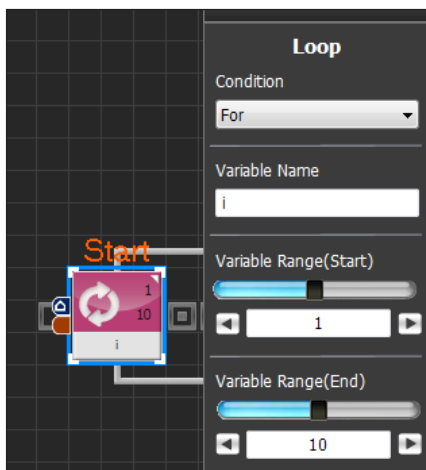 Start
1
10
i
Loop
Condition
For
Variable Name
i
Variable Range(Start)
1
Variable Range(End)
10